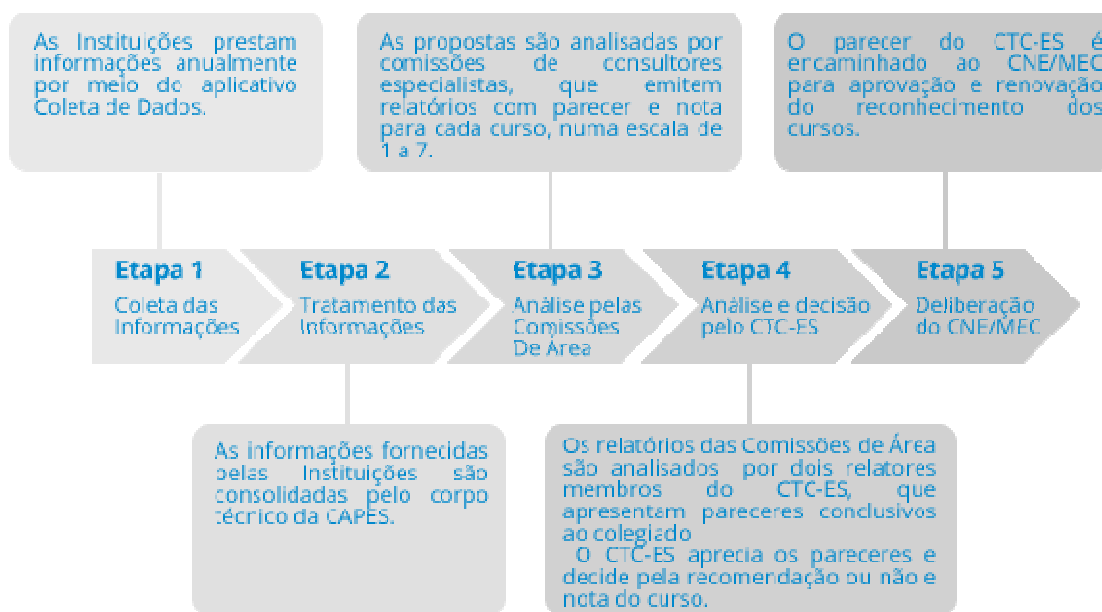 As Instituições prestam
informações anualmente
por meio do aplicativo
Coleta de Dados.
As propostas são analisadas por
comissões de consultores
especialistas, que emitem
relatórios com parecer e nota
para cada curso, numa escala de
1 a 7.
O parecer do CTC-ES é
encaminhado ao CNE/MEC
para aprovação e renovação
do reconhecimento dos
cursos.
Etapa 1
Coleta das
Informações
Etapa 2
Tratamento das
Informações
Etapa 3
Análise pelas
Comissões
De Área
Etapa 4
Análise e decisão
pelo CTC-ES
Etapa 5
Deliberação
do CNE/MEC
As informações fornecidas
pelas Instituições são
consolidadas pelo corpo
técnico da CAPES.
Os relatórios das Comissões de Área
são analisados por dois relatores
membros do CTC-ES, que
apresentam pareceres conclusivos
ao colegiado
O CTC-ES aprecia os pareceres e
decide pela recomendação ou não e
nota do curso.